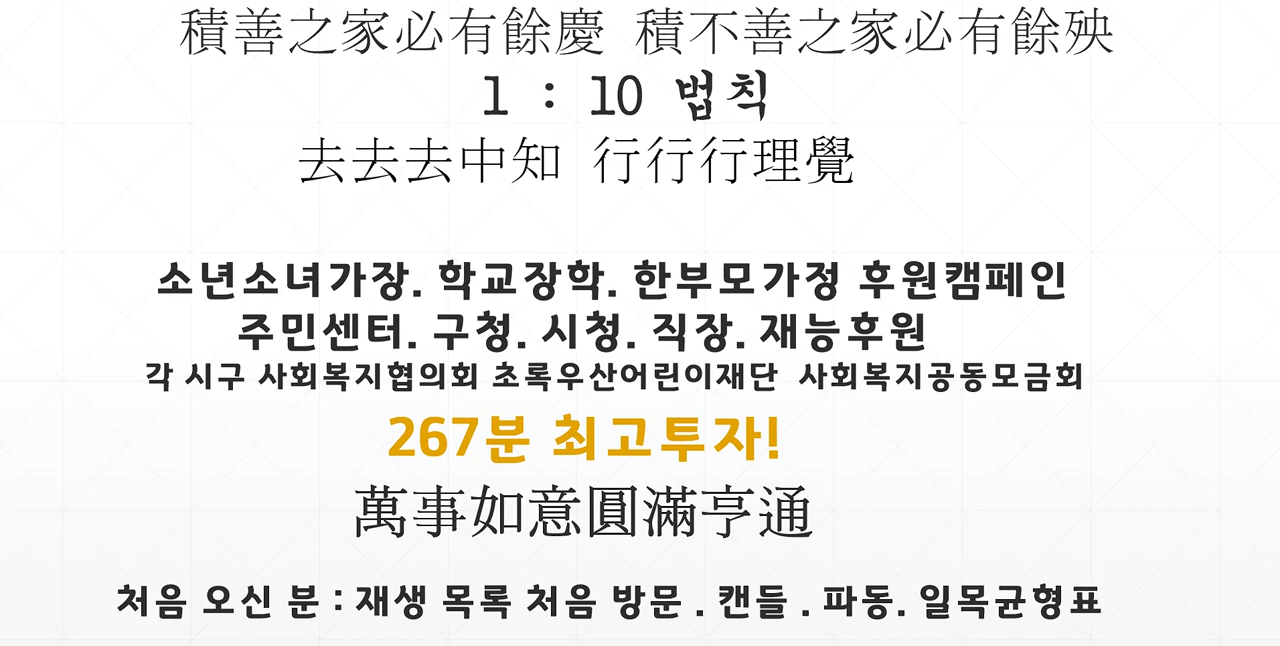 積善之家必有餘慶 積不善之家必有餘殃
1 : 10 법칙
去去去中知 行行行理覺
소년소녀가장. 학교장학. 한부모가정 후원캠페인
주민센터. 구청. 시청. 직장. 재능후원
각 시구 사회복지협의회 초록우산어린이재단 사회복지공동모금회
267분 최고투자!
萬事如意圓滿亨通
처음 오신 분 : 재생 목록 처음 방문 . 캔들 . 파동. 일목균형표